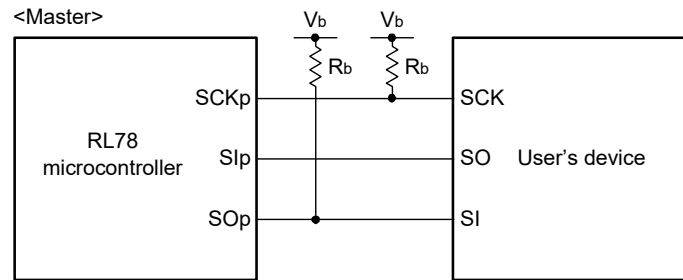 <Master>
Vb Vb
Rb Rb
SCKp SCK
RL78
microcontroller
SIp SO
User's device
SOp SI